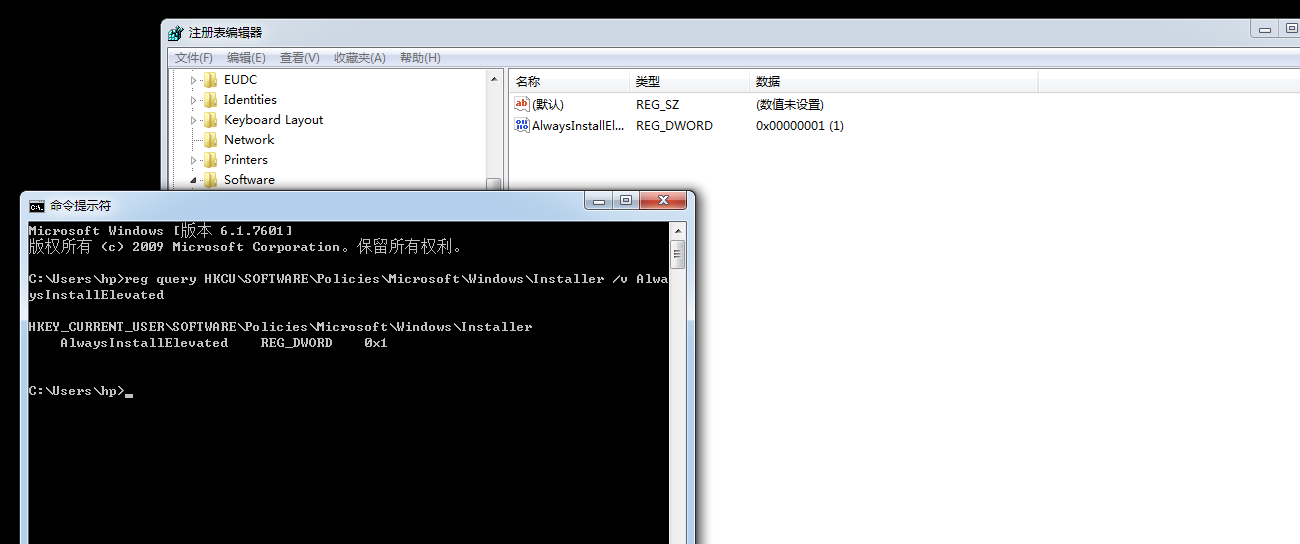 注册表编辑器
文件(F) 编辑(E) 查看(V) 收藏夹(A) 帮助(H)
EUDC
Identities
Keyboard Layout
Network
Printers
Software
名称 类型 数据
(默认) REG_SZ (数值未设置)
AlwaysInstallEl... REG_DWORD 0x00000001 (1)
命令提示符
Microsoft Windows [版本 6.1.7601]
版权所有 (c) 2009 Microsoft Corporation。保留所有权利。
C:\Users\hp>reg query HKCU\SOFTWARE\Policies\Microsoft\Windows\Installer /v Alwa
ysInstallElevated
HKEY_CURRENT_USER\SOFTWARE\Policies\Microsoft\Windows\Installer
AlwaysInstallElevated REG_DWORD 0x1
C:\Users\hp>